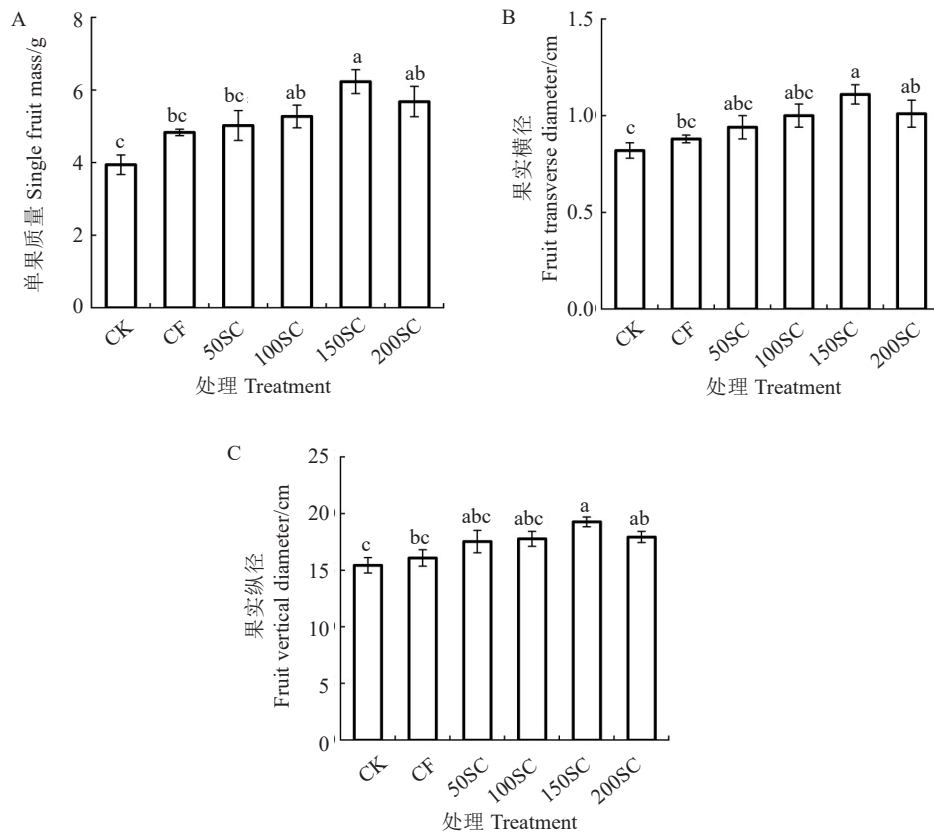 A
单果质量 Single fruit mass/g
8
6
4
2
0
c
bc
bc
ab
a
ab
CK
CF
50SC
100SC
150SC
200SC
处理 Treatment
B
果实横径
Fruit transverse diameter/cm
1.5
1.0
0.5
0.0
c
bc
abc
ab
a
ab
CK
CF
50SC
100SC
150SC
200SC
处理 Treatment
C
果实纵径
Fruit vertical diameter/cm
25
20
15
10
5
0
c
bc
abc
abc
a
ab
CK
CF
50SC
100SC
150SC
200SC
处理 Treatment